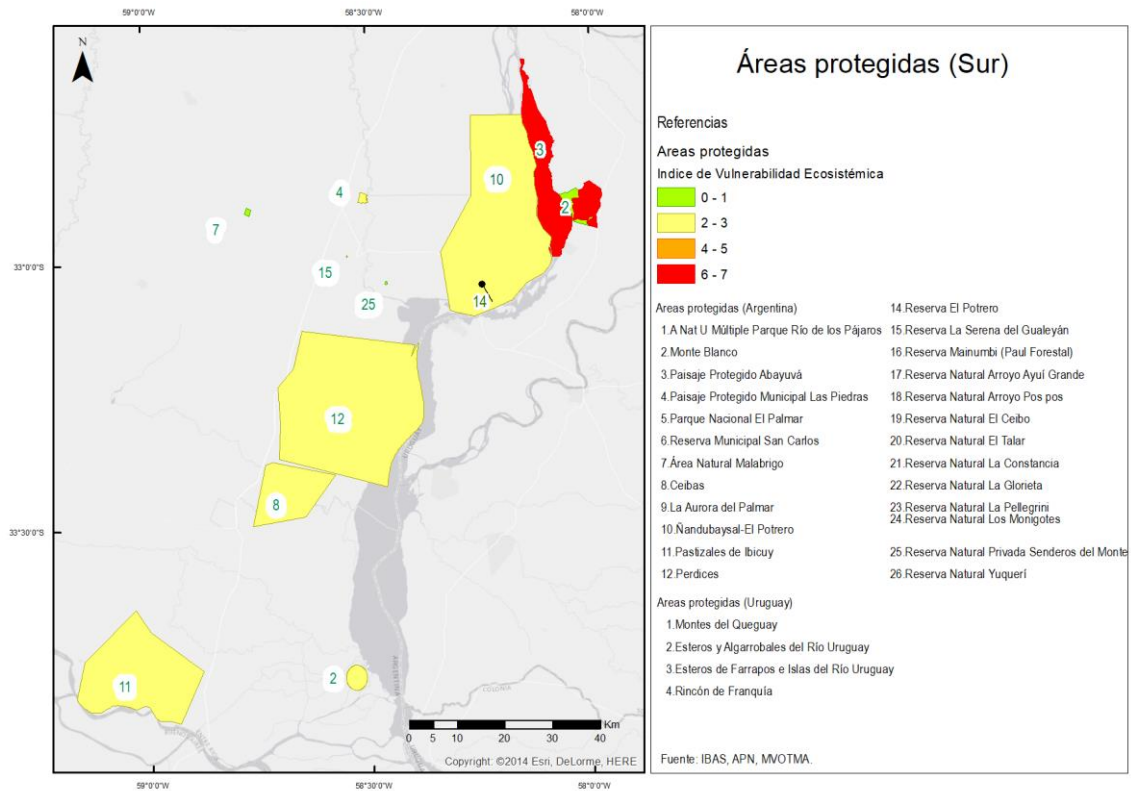 59°0'0"W
58°30'0"W
58°0'0"W
N
3
10
4
2
7
33°0'0"S
15
14
25
12
8
33°30'0"S
2
11
URUGUAY
ARGENTINA
COLONIA
BUENOS AIRES
ENTRE RIOS
Km
0 5 10 20 30 40
Copyright: ©2014 Esri, DeLorme, HERE
59°0'0"W
58°30'0"W
58°0'0"W
Áreas protegidas (Sur)
Referencias
Areas protegidas
Indice de Vulnerabilidad Ecosistémica
0 - 1
2 - 3
4 - 5
6 - 7
Areas protegidas (Argentina)
1.A Nat U Múltiple Parque Río de los Pájaros
2.Monte Blanco
3.Paisaje Protegido Abayuvá
4.Paisaje Protegido Municipal Las Piedras
5.Parque Nacional El Palmar
6.Reserva Municipal San Carlos
7.Área Natural Malabrigo
8.Ceibas
9.La Aurora del Palmar
10.Ñandubaysal-El Potrero
11.Pastizales de Ibicuy
12.Perdices
14.Reserva El Potrero
15.Reserva La Serena del Gualeyán
16.Reserva Mainumbi (Paul Forestal)
17.Reserva Natural Arroyo Ayuí Grande
18.Reserva Natural Arroyo Pos pos
19.Reserva Natural El Ceibo
20.Reserva Natural El Talar
21.Reserva Natural La Constancia
22.Reserva Natural La Glorieta
23.Reserva Natural La Pellegrini
24.Reserva Natural Los Monigotes
25.Reserva Natural Privada Senderos del Monte
26.Reserva Natural Yuquerí
Areas protegidas (Uruguay)
1.Montes del Queguay
2.Esteros y Algarrobales del Río Uruguay
3.Esteros de Farrapos e Islas del Río Uruguay
4.Rincón de Franquía
Fuente: IBAS, APN, MVOTMA.